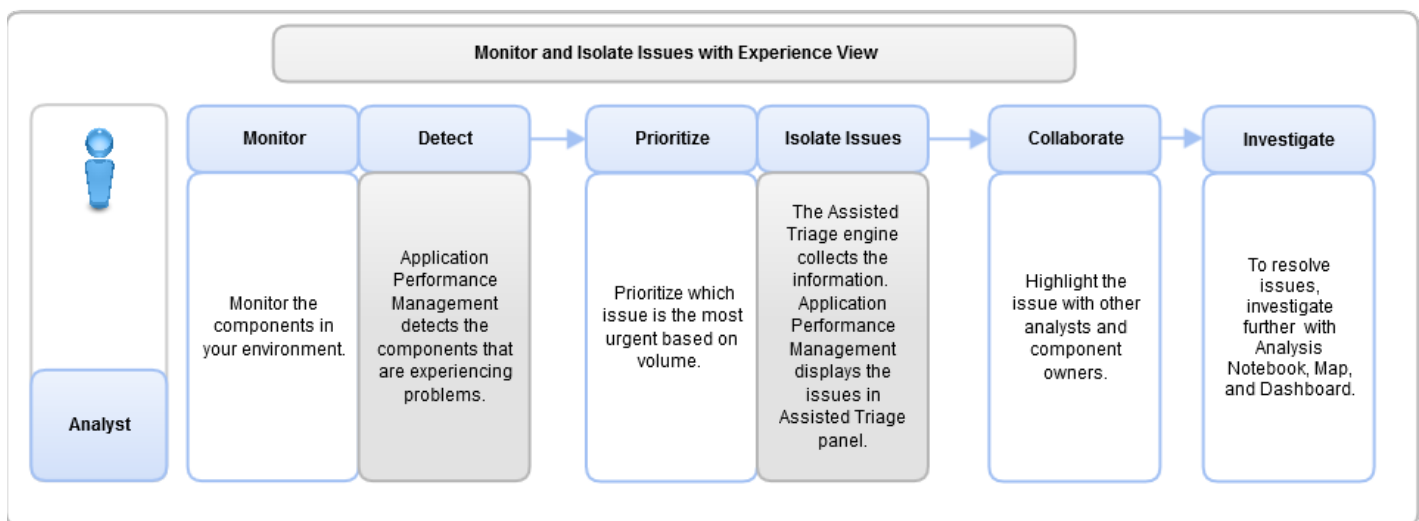 Monitor and Isolate Issues with Experience View
Analyst
Monitor
Monitor the
components in
your environment.
Detect
Application
Performance
Management
detects the
components that
are experiencing
problems.
Prioritize
Prioritize which
issue is the most
urgent based on
volume.
Isolate Issues
The Assisted
Triage engine
collects the
information.
Application
Performance
Management
displays the
issues in
Assisted Triage
panel.
Collaborate
Highlight the
issue with other
analysts and
component
owners.
Investigate
To resolve
issues,
investigate
further with
Analysis
Notebook, Map,
and Dashboard.